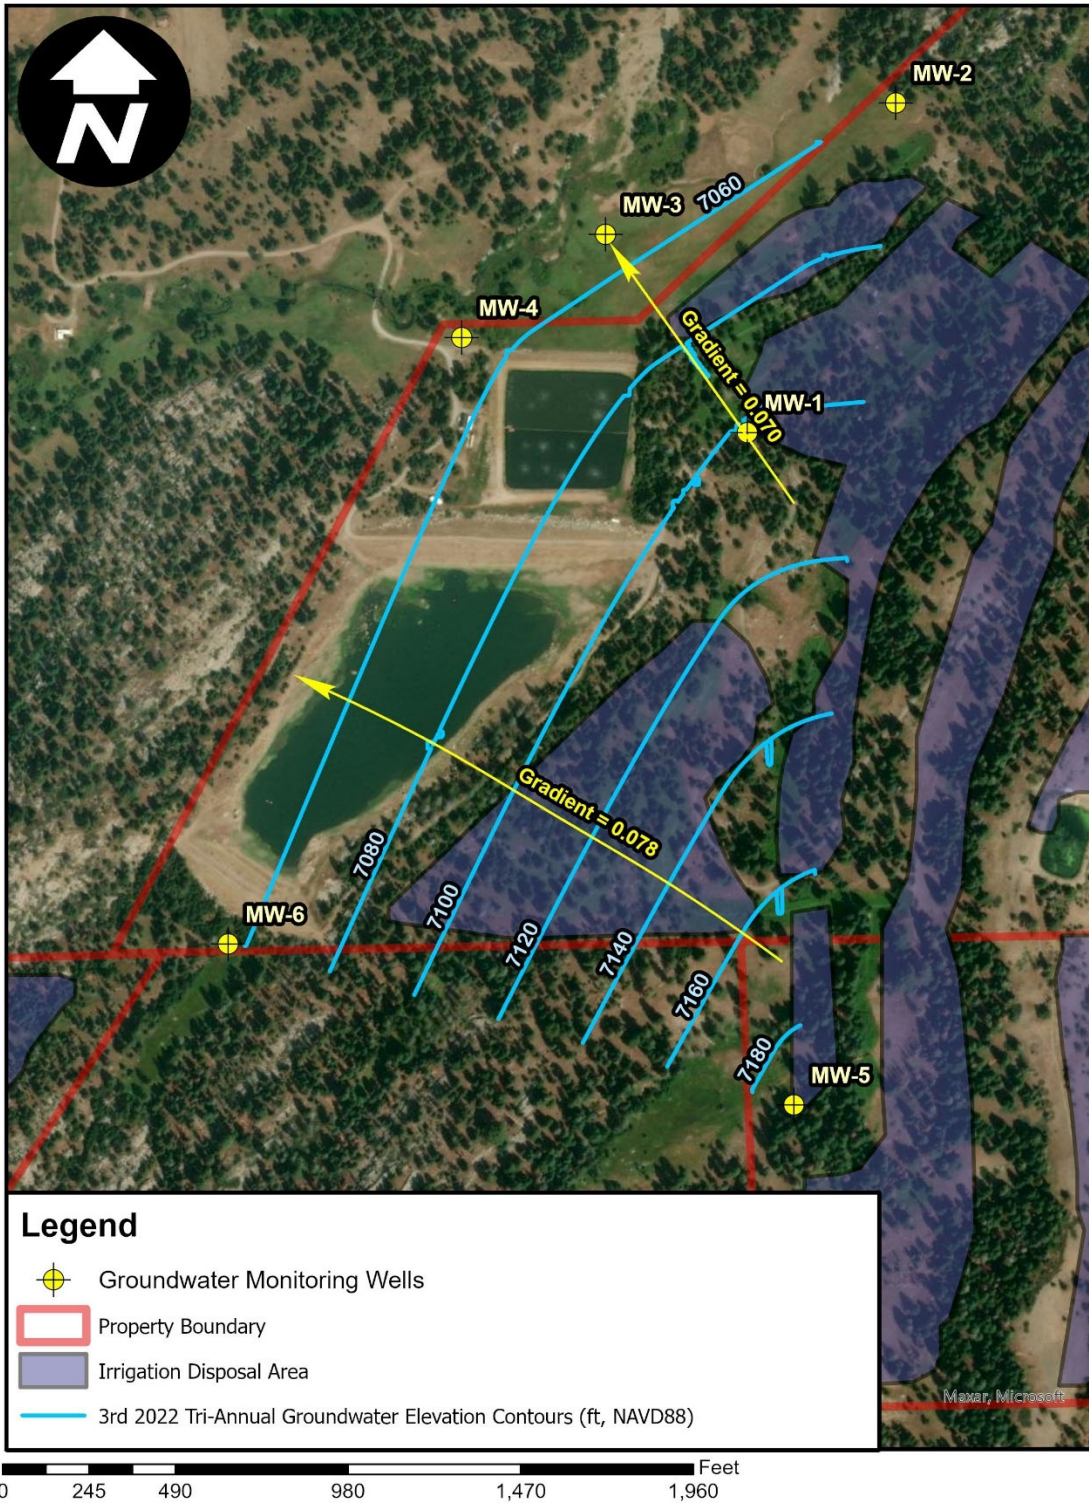 N
MW-2
7060
MW-3
MW-4
Gradient = 0.070
MW-1
Gradient = 0.078
7080
7100
MW-6
7120
7140
7160
7180
MW-5
Legend
Groundwater Monitoring Wells
Property Boundary
Irrigation Disposal Area
3rd 2022 Tri-Annual Groundwater Elevation Contours (ft, NAVD88)
Maxar, Microsoft
Feet
0 245 490 980 1,470 1,960